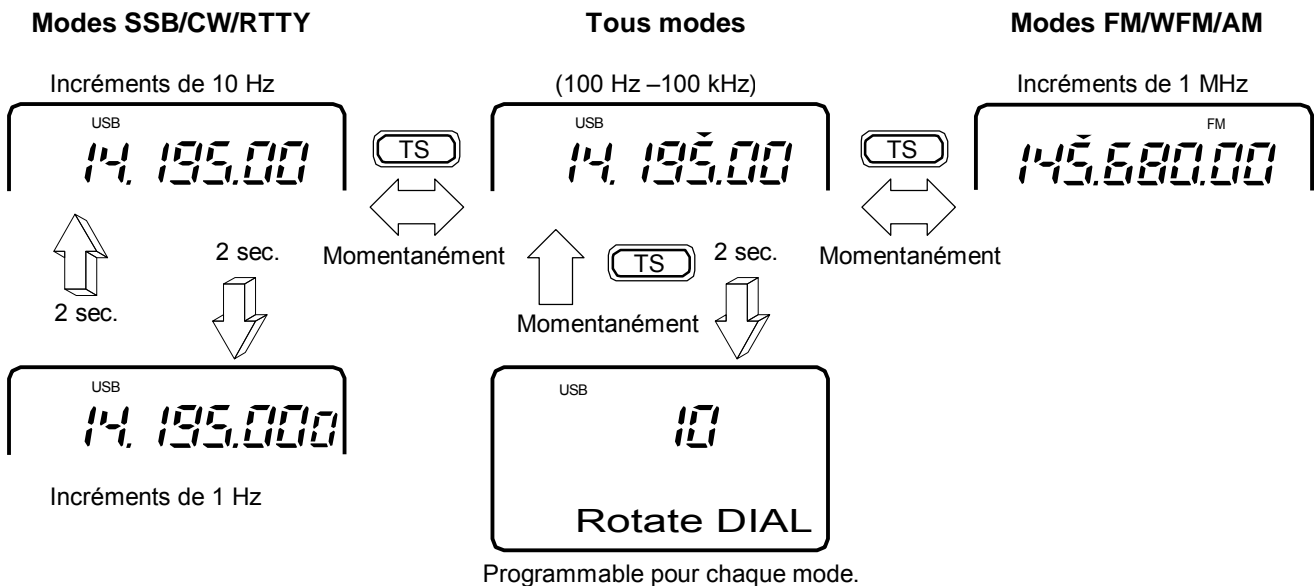 Modes SSB/CW/RTTY Tous modes Modes FM/WFM/AM
Incréments de 10 Hz (100 Hz –100 kHz) Incréments de 1 MHz
USB USB FM
14.195.00 TS 14.195.00 TS 145.680.00
2 sec. Momentanément TS 2 sec. Momentanément
2 sec. Momentanément
USB USB
14.195.000 10
Incréments de 1 Hz
Rotate DIAL
Programmable pour chaque mode.